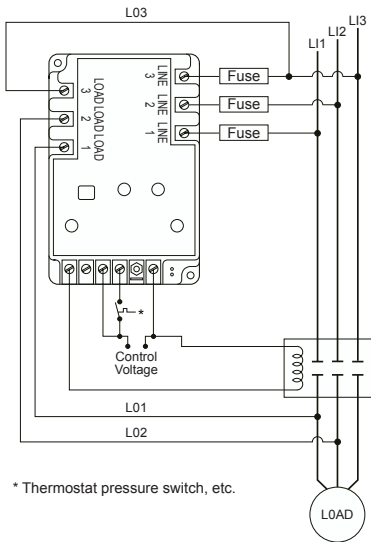 L03
LI3
LI2
LI1
LINE LINE LINE
3 2 1
LOAD LOAD LOAD
3 2 1
Fuse
Fuse
Fuse
*
Control
Voltage
L01
L02
* Thermostat pressure switch, etc.
L0AD